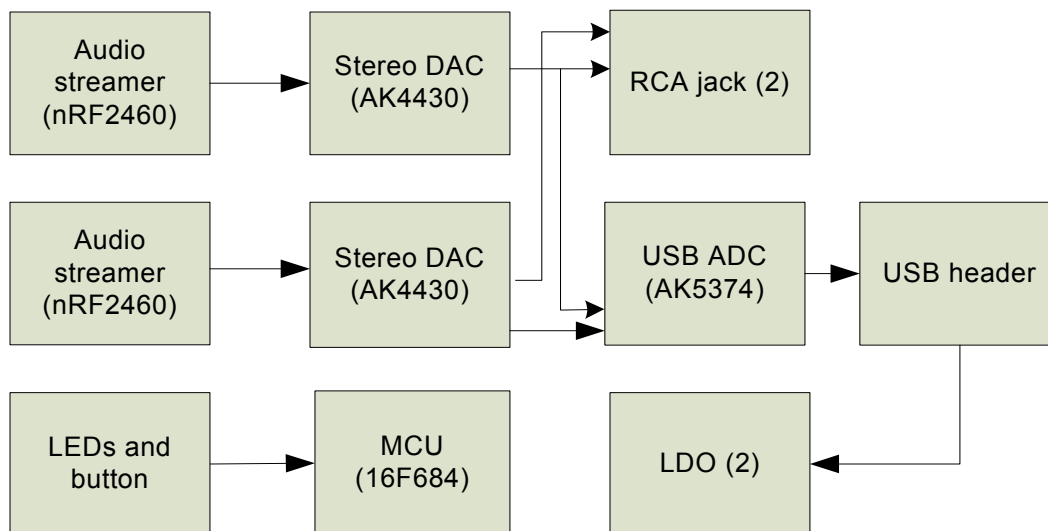 Audio
streamer
(nRF2460)
Stereo DAC
(AK4430)
RCA jack (2)
Audio
streamer
(nRF2460)
Stereo DAC
(AK4430)
USB ADC
(AK5374)
USB header
LEDs and
button
MCU
(16F684)
LDO (2)